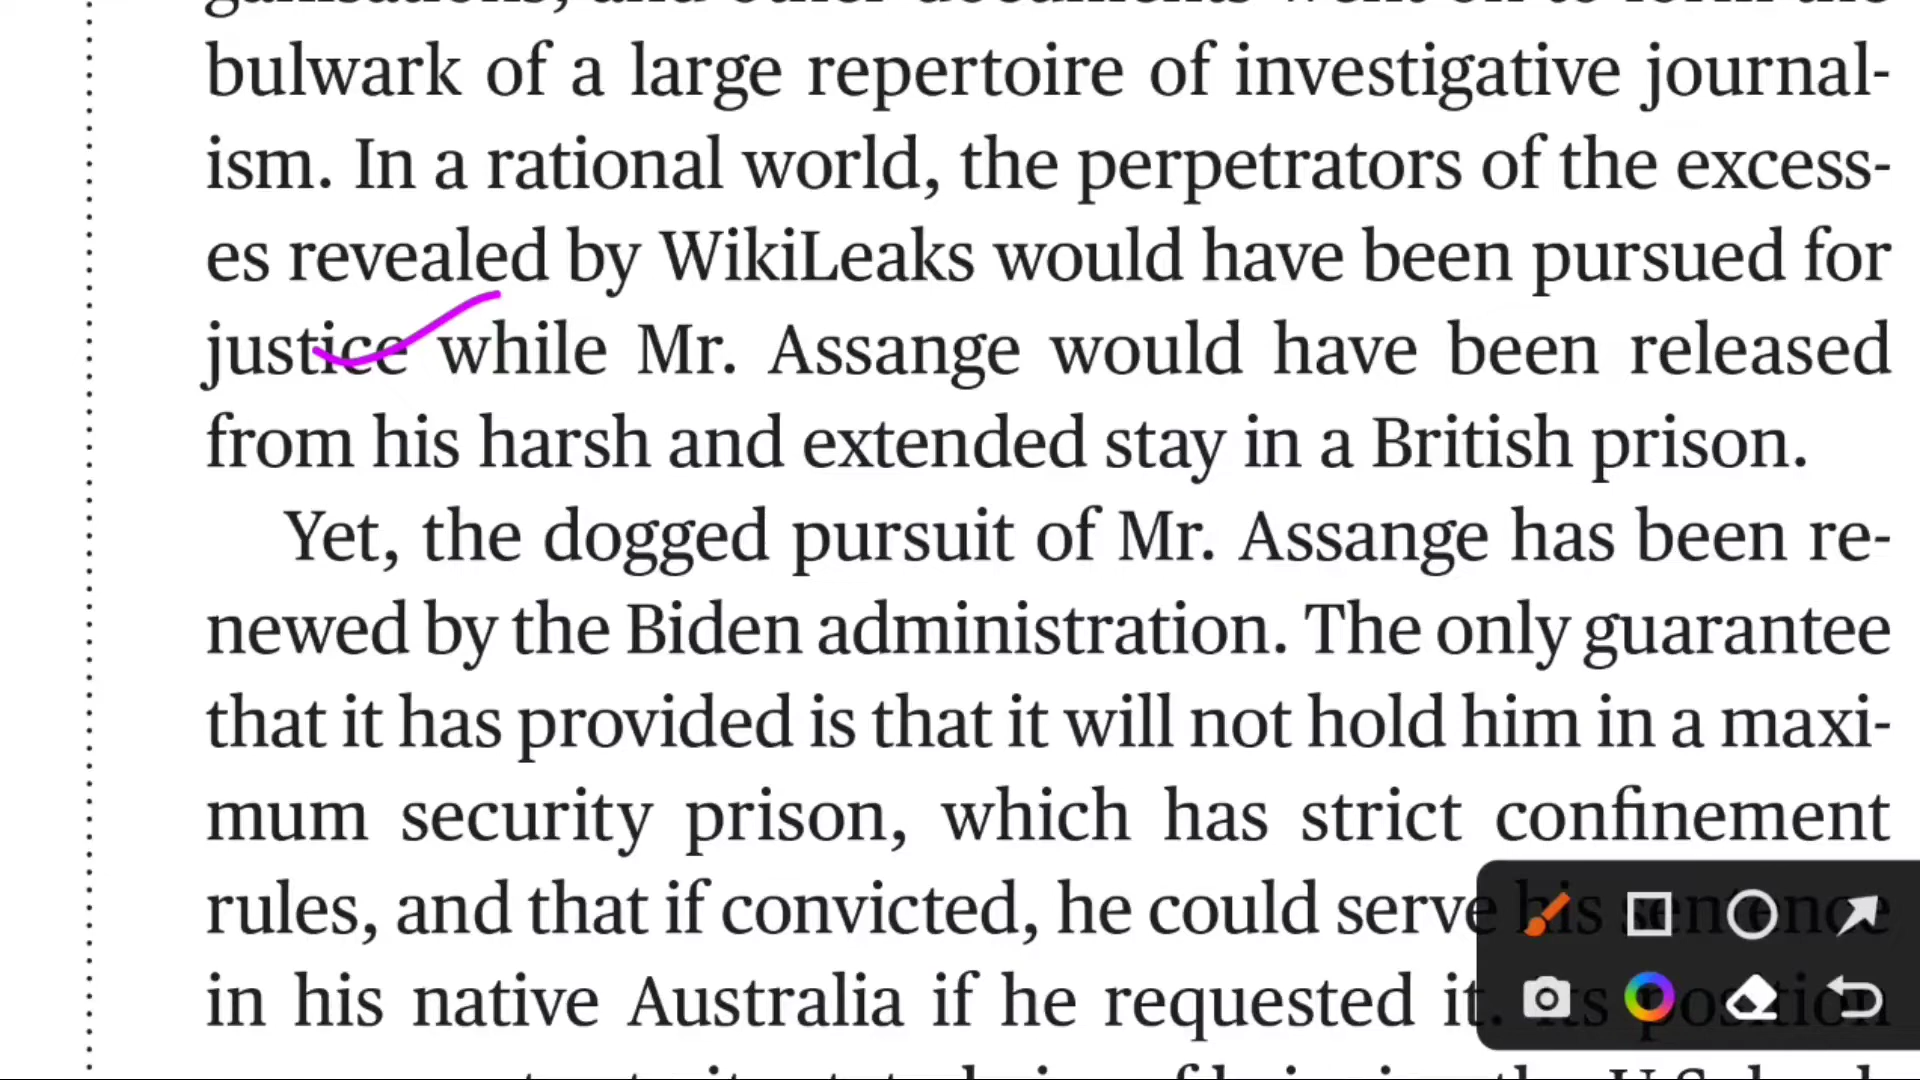 bulwark of a large repertoire of investigative journal-
ism. In a rational world, the perpetrators of the excess-
es revealed by WikiLeaks would have been pursued for
justice while Mr. Assange would have been released
from his harsh and extended stay in a British prison.
Yet, the dogged pursuit of Mr. Assange has been re-
newed by the Biden administration. The only guarantee
that it has provided is that it will not hold him in a maxi-
mum security prison, which has strict confinement
rules, and that if convicted, he could serve his sentence
in his native Australia if he requested it. Its position